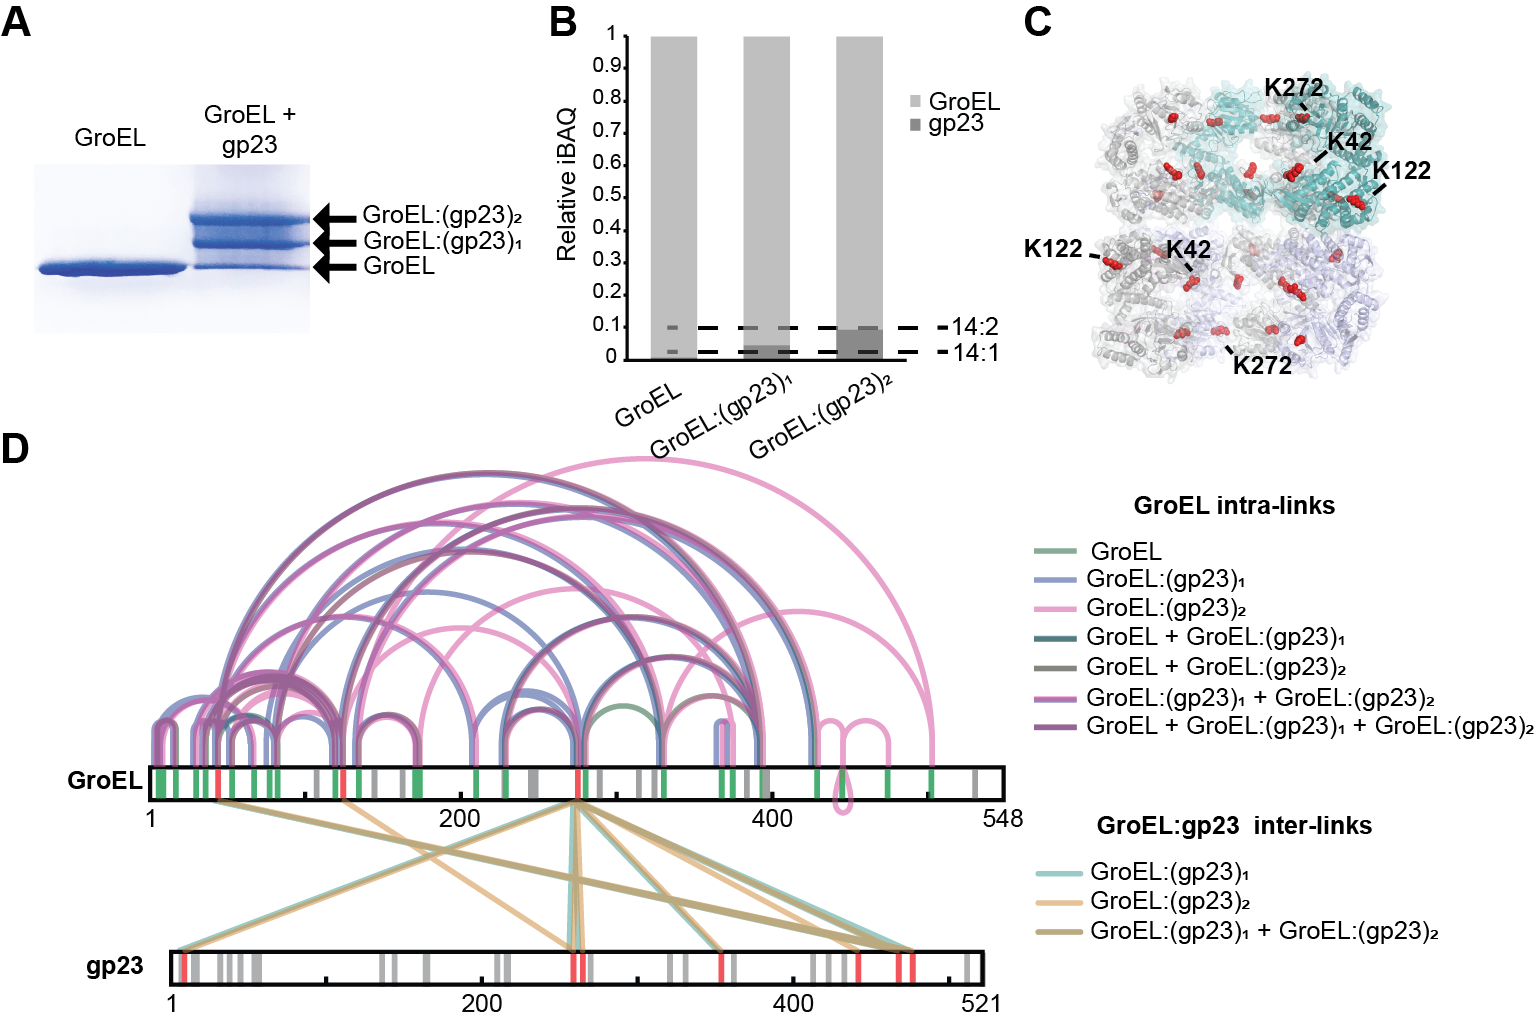 A
GroEL
GroEL +
gp23
GroEL:(gp23)₂
GroEL:(gp23)₁
GroEL
B
Relative iBAQ
1
0.9
0.8
0.7
0.6
0.5
0.4
0.3
0.2
0.1
0
GroEL
gp23
14:2
14:1
GroEL
GroEL:(gp23)₁
GroEL:(gp23)₂
C
K272
K42
K122
K122
K42
K272
D
GroEL
1
200
400
548
gp23
1
200
400
521
GroEL intra-links
GroEL
GroEL:(gp23)₁
GroEL:(gp23)₂
GroEL + GroEL:(gp23)₁
GroEL + GroEL:(gp23)₂
GroEL:(gp23)₁ + GroEL:(gp23)₂
GroEL + GroEL:(gp23)₁ + GroEL:(gp23)₂
GroEL:gp23 inter-links
GroEL:(gp23)₁
GroEL:(gp23)₂
GroEL:(gp23)₁ + GroEL:(gp23)₂